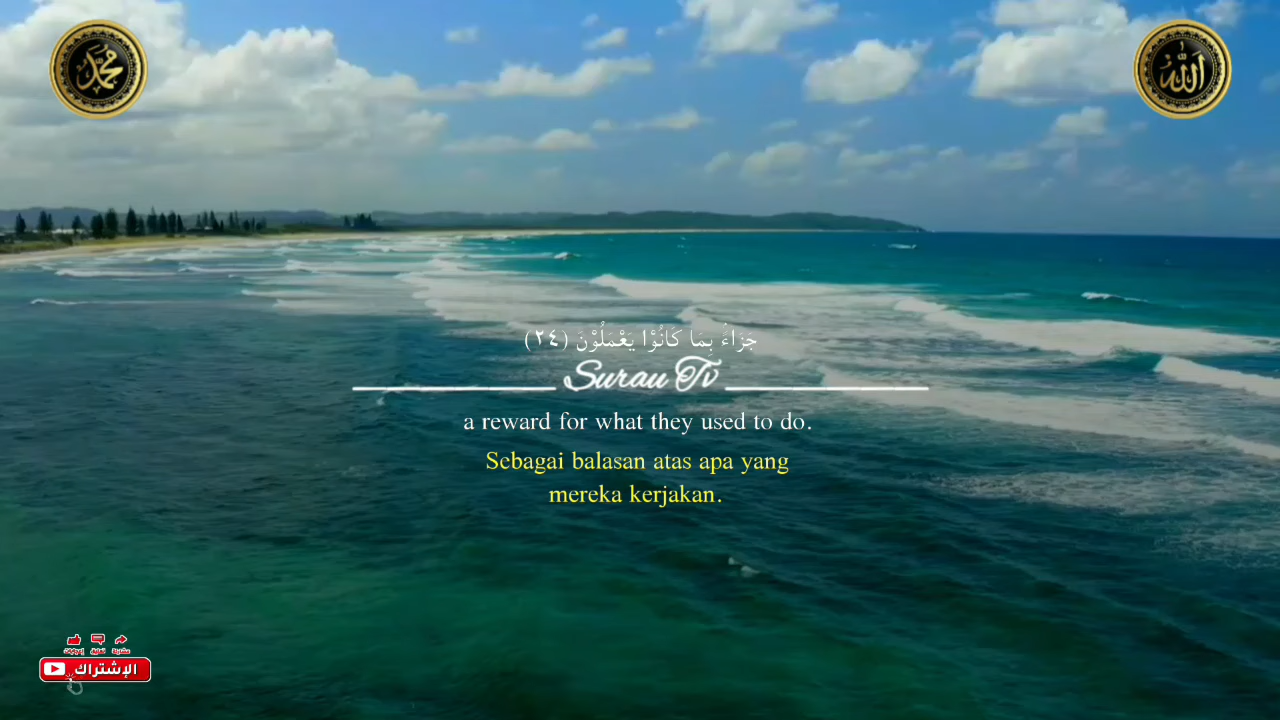 محمد
الله
جَزَاءًۢ بِمَا كَانُوْا يَعْمَلُوْنَ (٢٤)
Surau Tv
a reward for what they used to do.
Sebagai balasan atas apa yang
mereka kerjakan.
الإشتراك